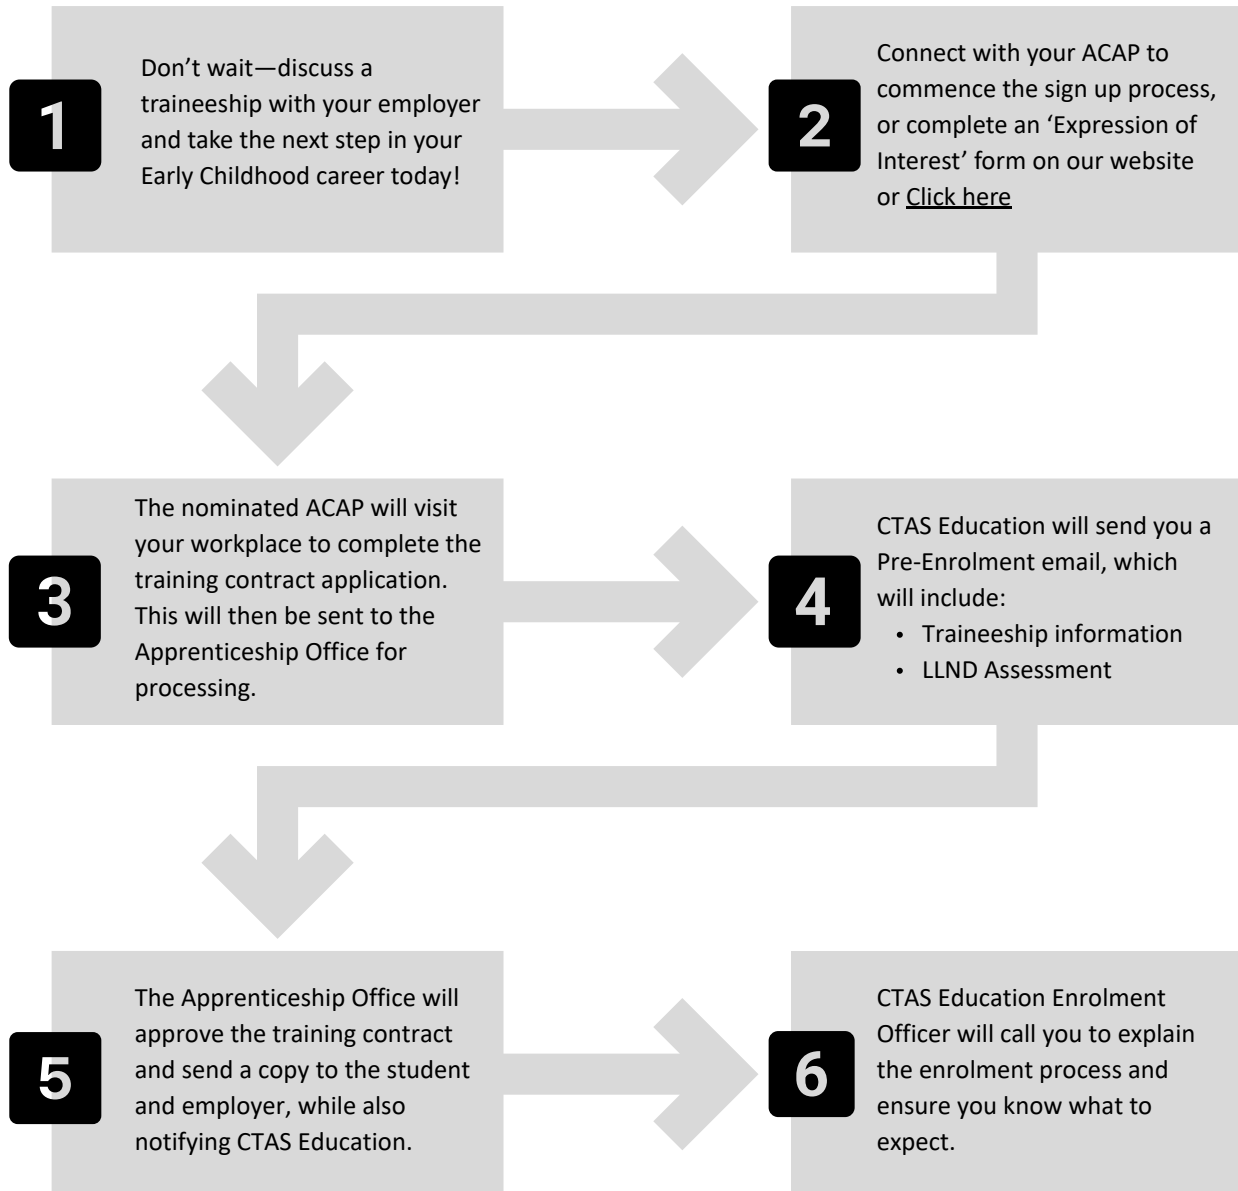 1
Don’t wait—discuss a
traineeship with your employer
and take the next step in your
Early Childhood career today!
2
Connect with your ACAP to
commence the sign up process,
or complete an ‘Expression of
Interest’ form on our website
or Click here
3
The nominated ACAP will visit
your workplace to complete the
training contract application.
This will then be sent to the
Apprenticeship Office for
processing.
4
CTAS Education will send you a
Pre-Enrolment email, which
will include:
• Traineeship information
• LLND Assessment
5
The Apprenticeship Office will
approve the training contract
and send a copy to the student
and employer, while also
notifying CTAS Education.
6
CTAS Education Enrolment
Officer will call you to explain
the enrolment process and
ensure you know what to
expect.